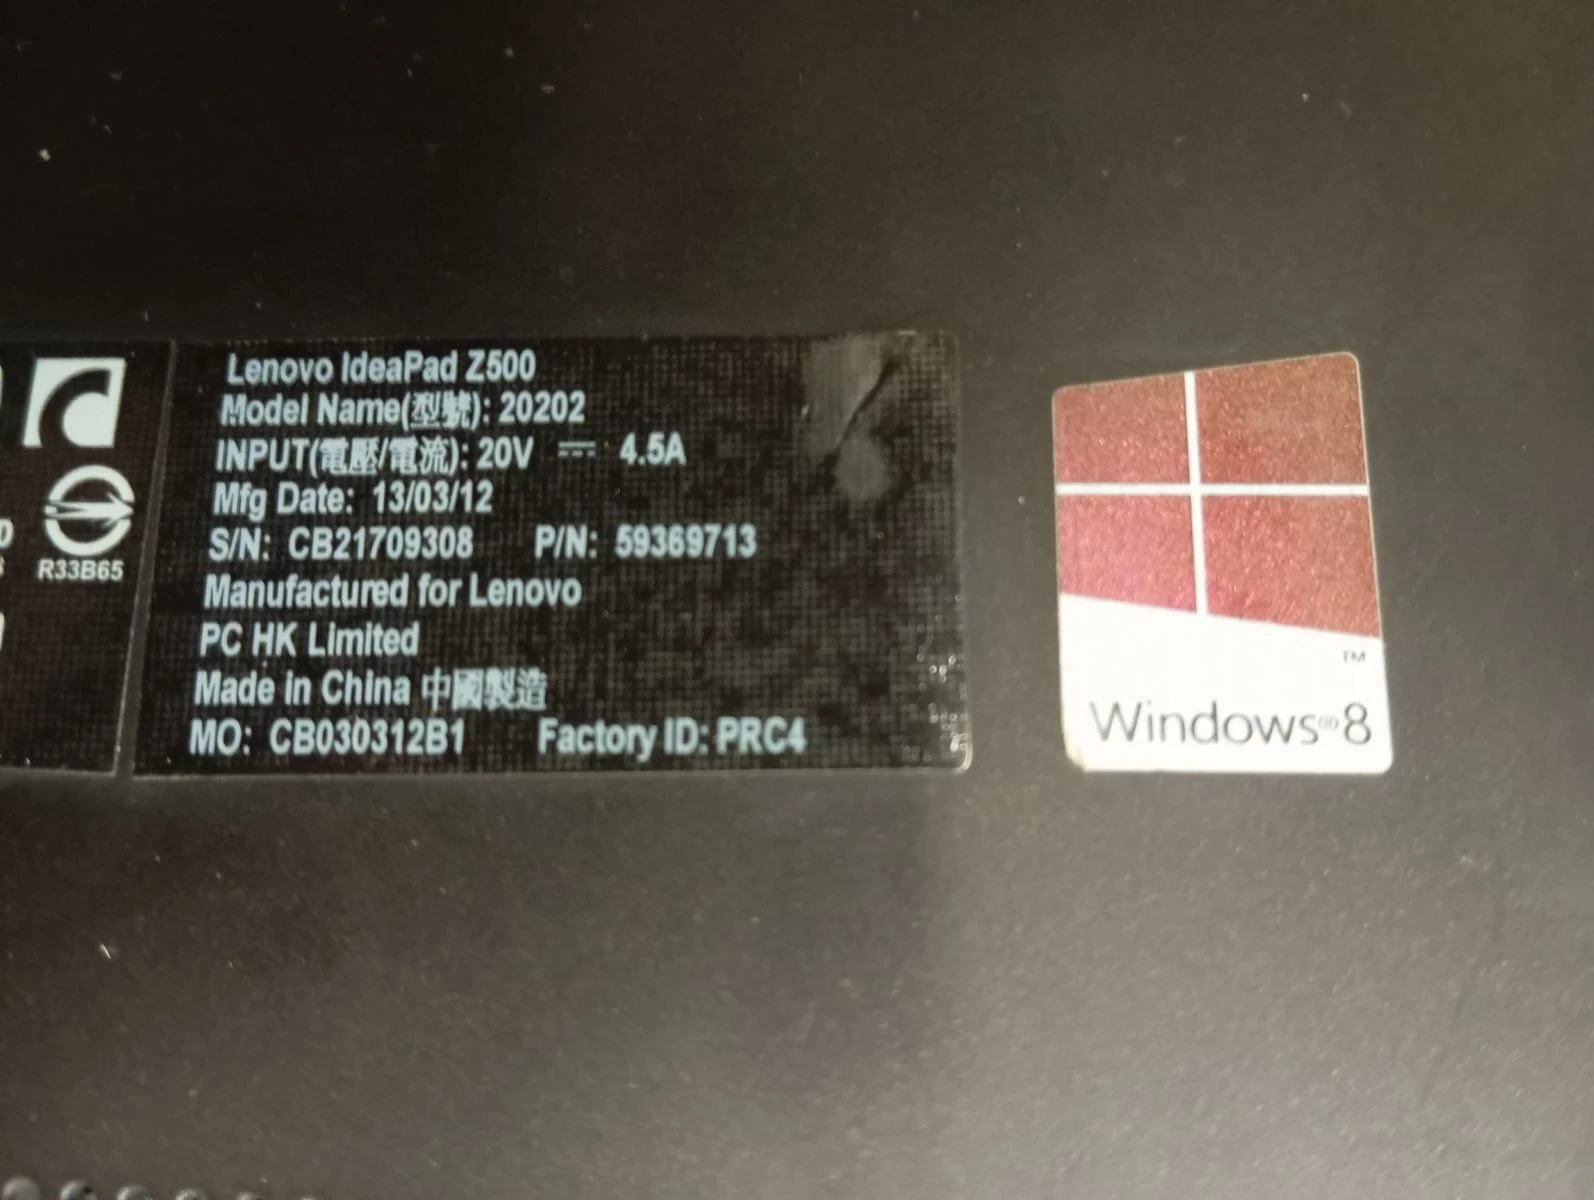 Lenovo IdeaPad Z500
Model Name(型號): 20202
INPUT(電壓/電流): 20V ⎓ 4.5A
Mfg Date: 13/03/12
S/N: CB21709308 P/N: 59369713
Manufactured for Lenovo
PC HK Limited
Made in China 中國製造
MO: CB030312B1 Factory ID: PRC4
R33B65
TM
Windows 8